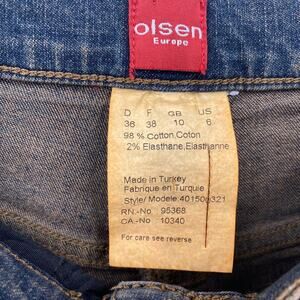 olsen
Europe
D F GB US
36 38 10 6
98 % Cotton,Coton
2% Elasthane,Elasthanne
Made in Turkey
Fabrique en Turquie
Style/ Modele:
RN.-No 95368
CA.-No 10340
For care see reverse